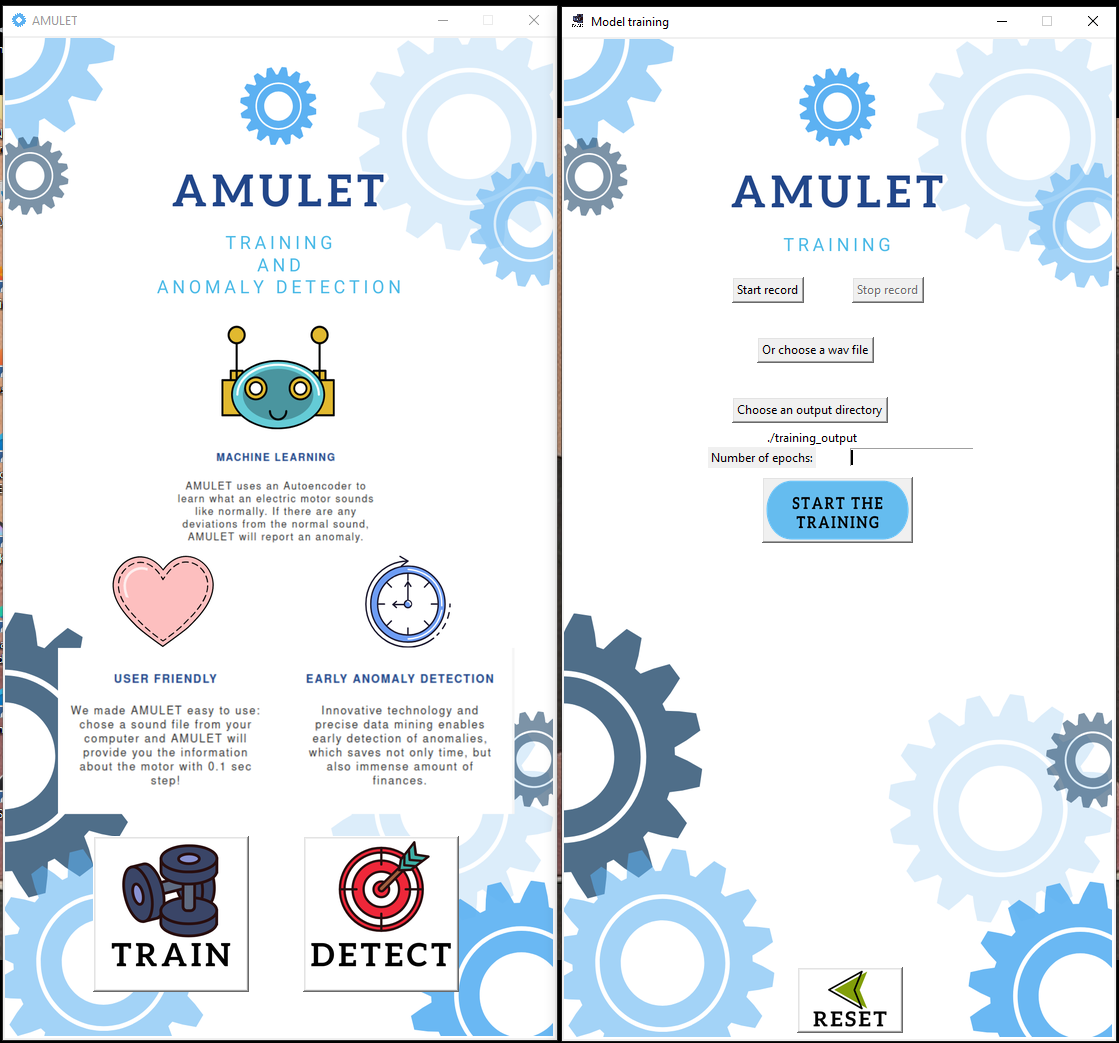 AMULET
AMULET
TRAINING
AND
ANOMALY DETECTION
MACHINE LEARNING
AMULET uses an Autoencoder to
learn what an electric motor sounds
like normally. If there are any
deviations from the normal sound,
AMULET will report an anomaly.
USER FRIENDLY
We made AMULET easy to use:
chose a sound file from your
computer and AMULET will
provide you the information
about the motor with 0.1 sec
step!
EARLY ANOMALY DETECTION
Innovative technology and
precise data mining enables
early detection of anomalies,
which saves not only time, but
also immense amount of
finances.
TRAIN
DETECT
Model training
AMULET
TRAINING
Start record
Stop record
Or choose a wav file
Choose an output directory
./training_output
Number of epochs:
START THE
TRAINING
RESET